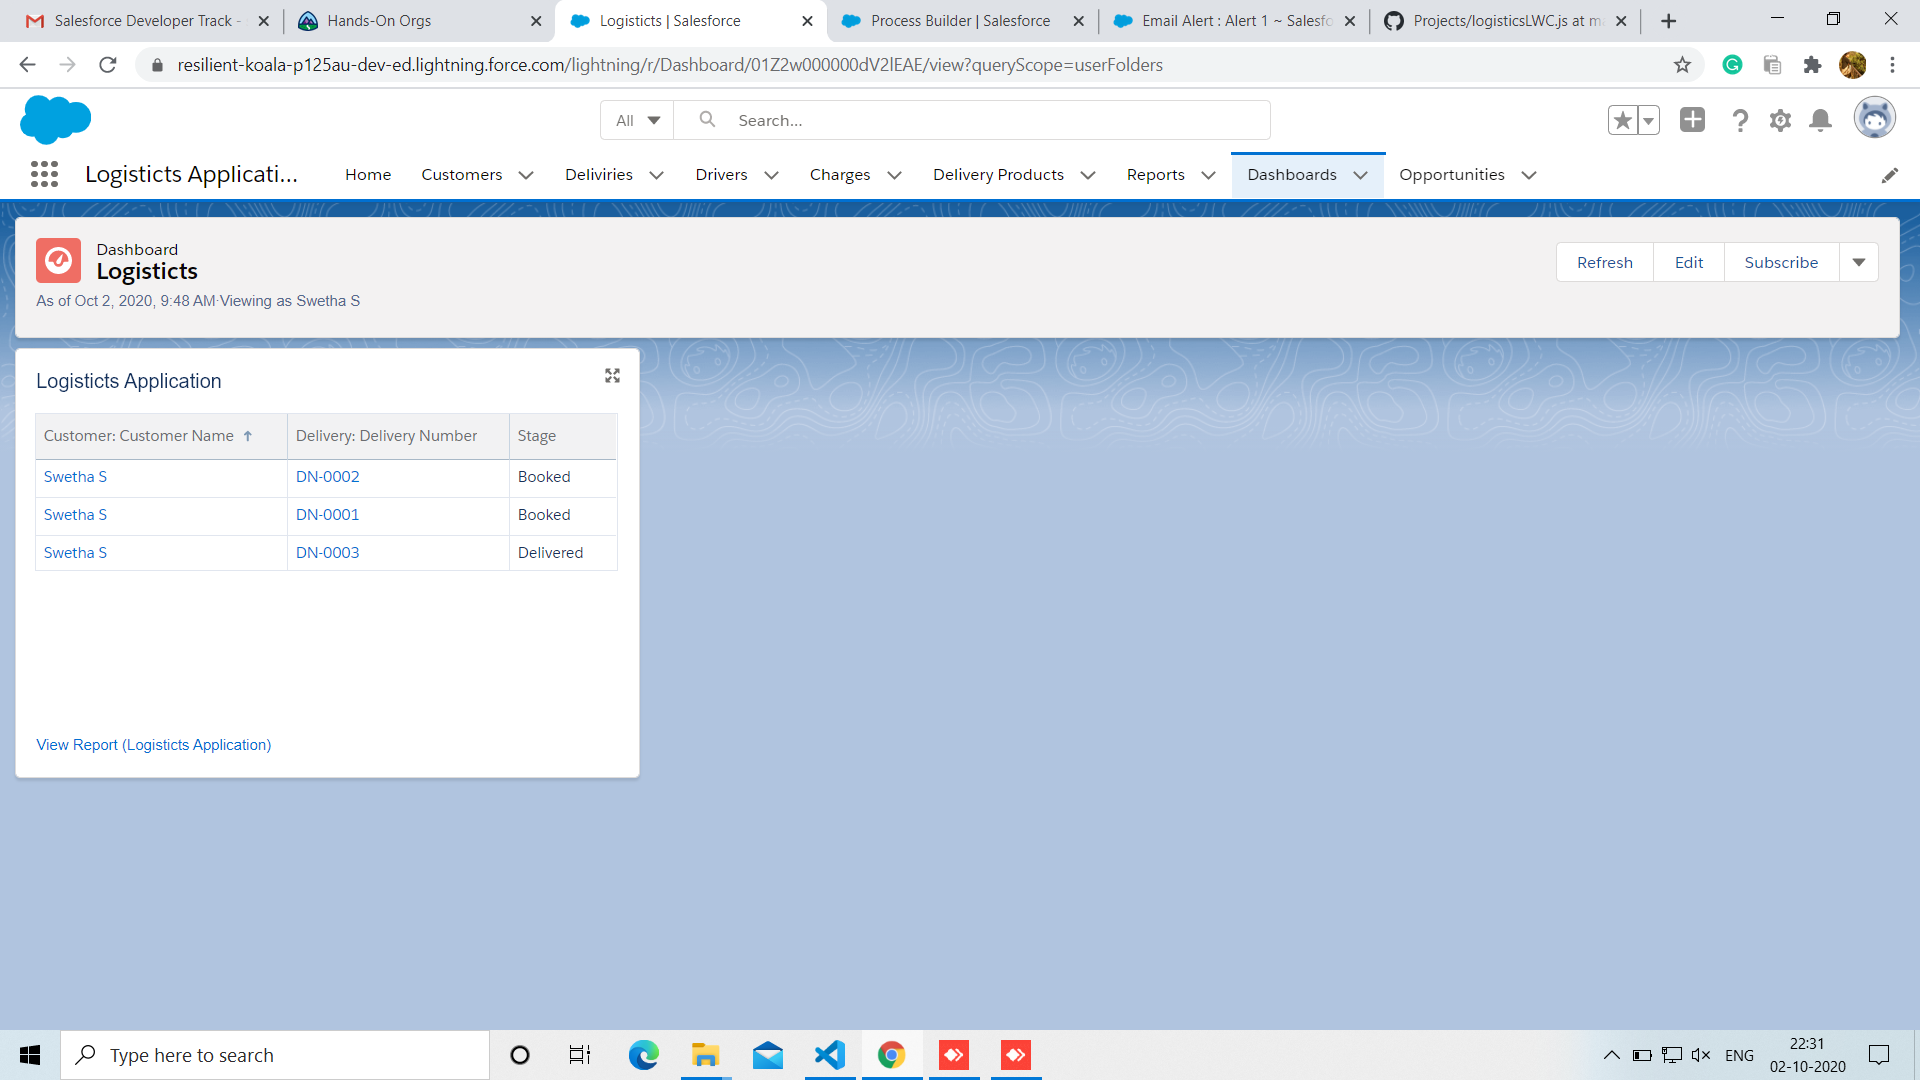 Salesforce Developer Track -
Hands-On Orgs
Logisticts | Salesforce
Process Builder | Salesforce
Email Alert : Alert 1 ~ Salesfo
Projects/logisticsLWC.js at m
resilient-koala-p125au-dev-ed.lightning.force.com/lightning/r/Dashboard/01Z2w000000dV2lEAE/view?queryScope=userFolders
All
Search...
Logisticts Applicati...
Home
Customers
Deliviries
Drivers
Charges
Delivery Products
Reports
Dashboards
Opportunities
Dashboard
Logisticts
As of Oct 2, 2020, 9:48 AM·Viewing as Swetha S
Refresh
Edit
Subscribe
Logisticts Application
Customer: Customer Name Delivery: Delivery Number Stage
Swetha S DN-0002 Booked
Swetha S DN-0001 Booked
Swetha S DN-0003 Delivered
View Report (Logisticts Application)
Type here to search
ENG
22:31
02-10-2020